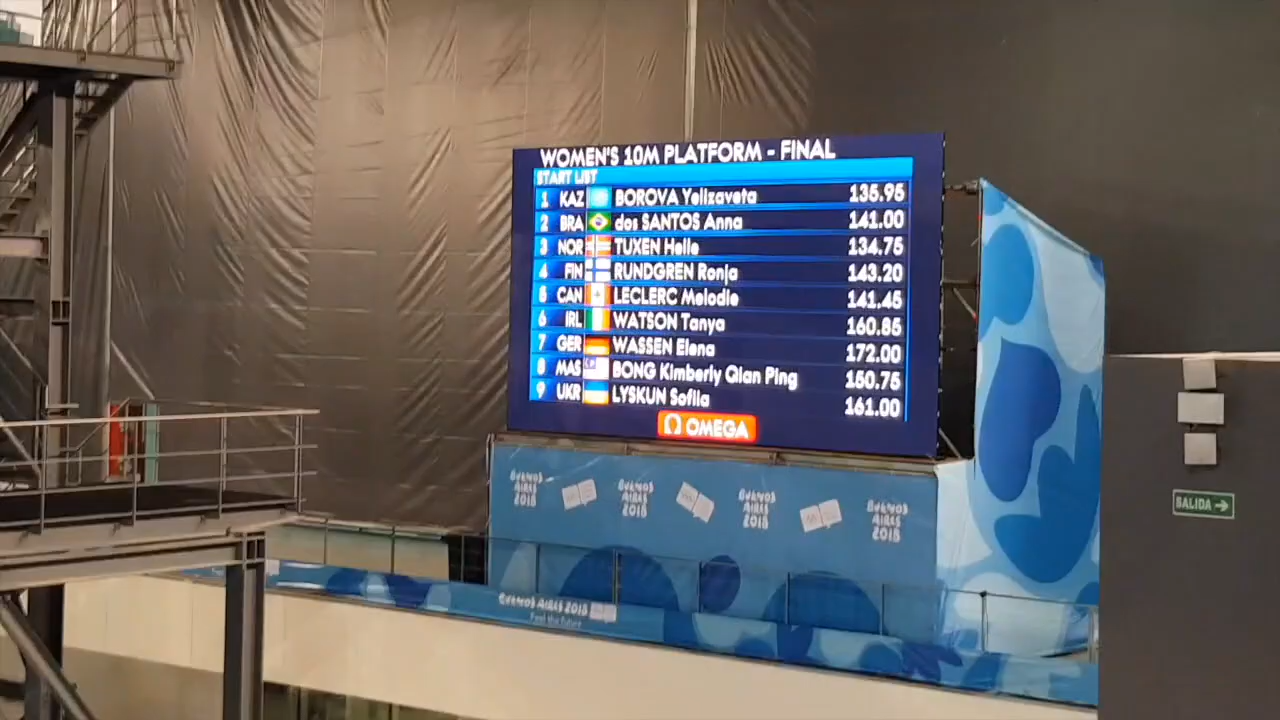 WOMEN'S 10M PLATFORM - FINAL
START LIST
1 KAZ BOROVA Yelizaveta 135.95
2 BRA dos SANTOS Anna 141.00
3 NOR TUXEN Helle 134.75
4 FIN RUNDGREN Ronja 143.20
5 CAN LECLERC Melodie 141.45
6 IRL WATSON Tanya 160.85
7 GER WASSEN Elena 172.00
8 MAS BONG Kimberly Qian Ping 150.75
9 UKR LYSKUN Sofiia 161.00
Ω OMEGA
BUENOS AIRES 2018
BUENOS AIRES 2018
BUENOS AIRES 2018
BUENOS AIRES 2018
SALIDA →
BUENOS AIRES 2018
Feel the future